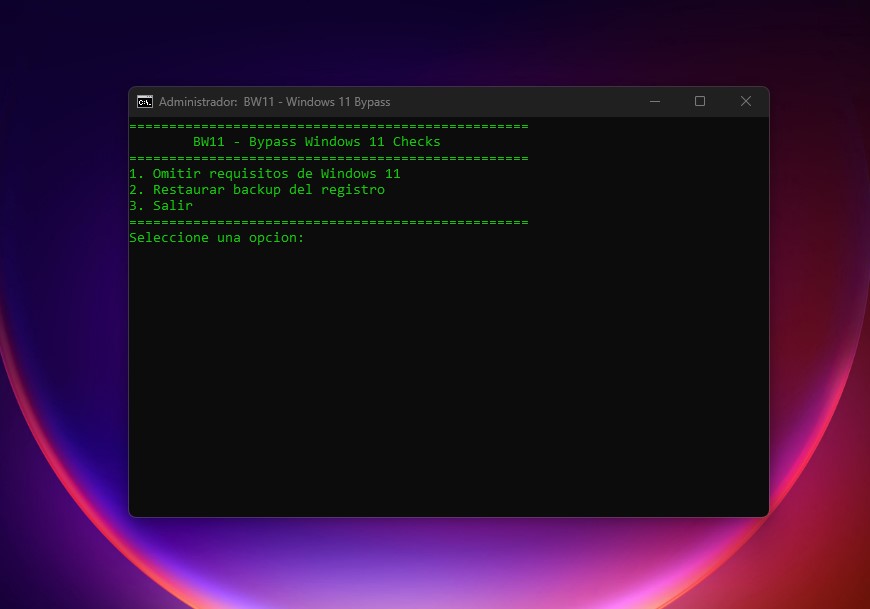 Administrador: BW11 - Windows 11 Bypass
==================================================
BW11 - Bypass Windows 11 Checks
==================================================
1. Omitir requisitos de Windows 11
2. Restaurar backup del registro
3. Salir
==================================================
Seleccione una opcion: